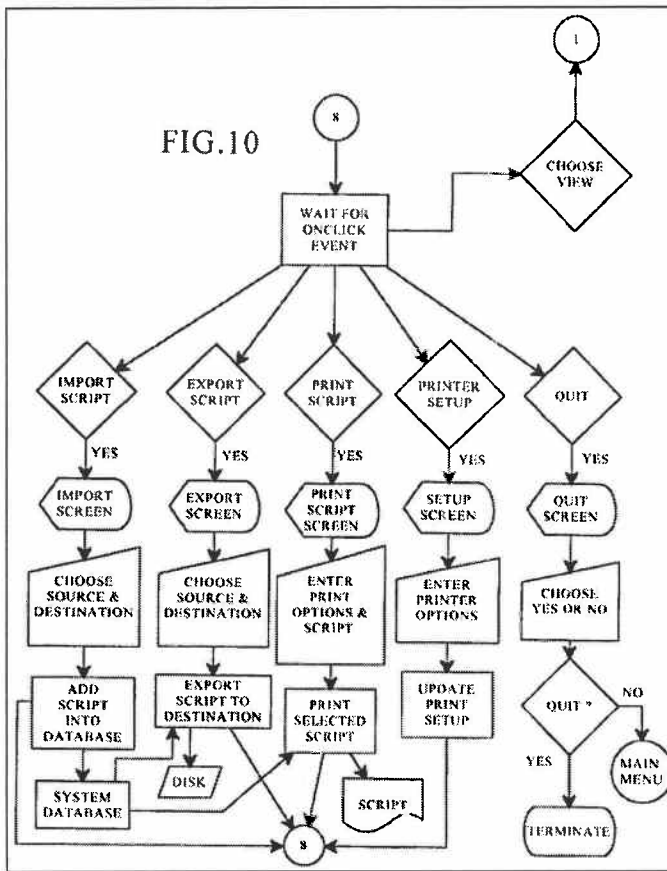 1
8
FIG.10
CHOOSE
VIEW
WAIT FOR
ONCLICK
EVENT
IMPORT
SCRIPT
EXPORT
SCRIPT
PRINT
SCRIPT
PRINTER
SETUP
QUIT
YES
YES
YES
YES
YES
IMPORT
SCREEN
EXPORT
SCREEN
PRINT
SCRIPT
SCREEN
SETUP
SCREEN
QUIT
SCREEN
CHOOSE
SOURCE &
DESTINATION
CHOOSE
SOURCE &
DESTINATION
ENTER
PRINT
OPTIONS &
SCRIPT
ENTER
PRINTER
OPTIONS
CHOOSE
YES OR NO
ADD
SCRIPT
INTO
DATABASE
EXPORT
SCRIPT TO
DESTINATION
PRINT
SELECTED
SCRIPT
UPDATE
PRINT
SETUP
QUIT ?
NO
YES
MAIN
MENU
SYSTEM
DATABASE
DISK
SCRIPT
8
TERMINATE